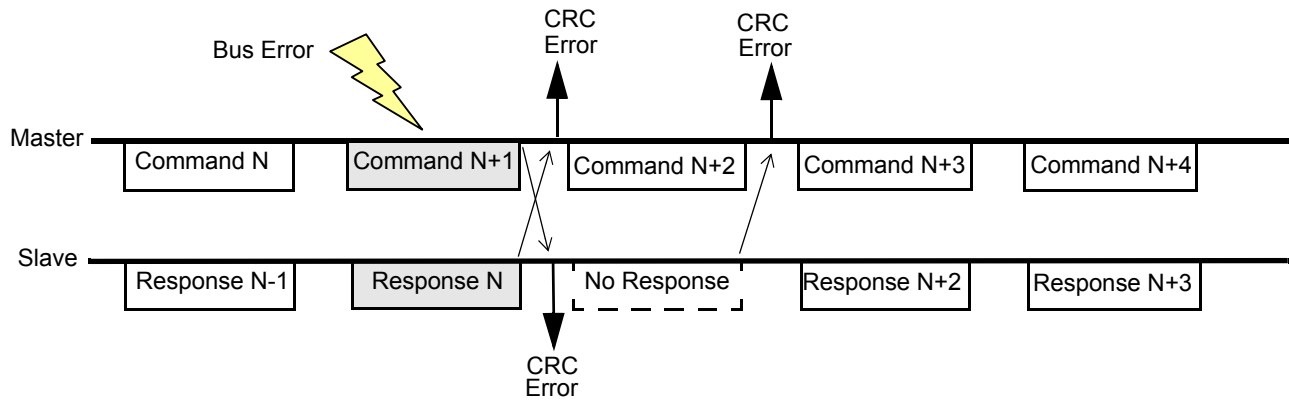 CRC
Error
CRC
Error
Bus Error
Master
Command N
Command N+1
Command N+2
Command N+3
Command N+4
Slave
Response N-1
Response N
No Response
Response N+2
Response N+3
CRC
Error